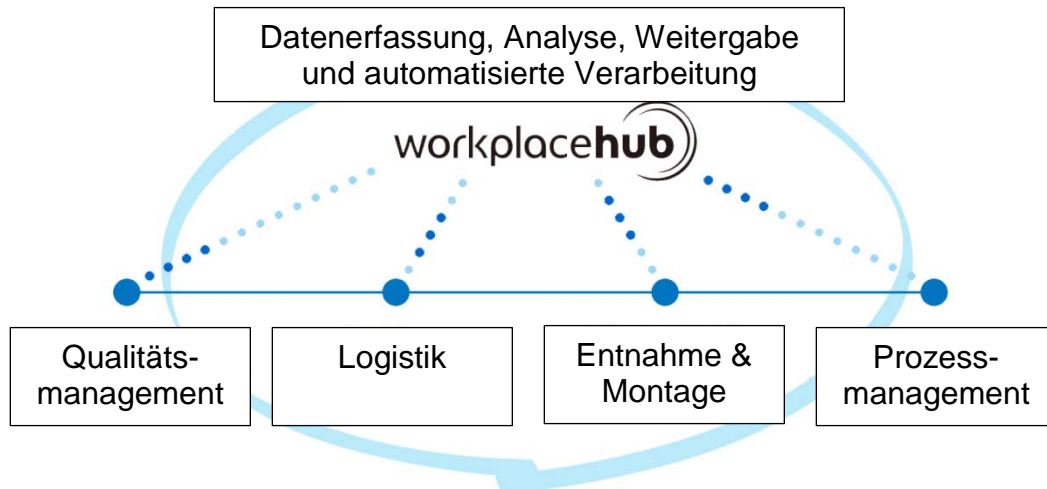 Datenerfassung, Analyse, Weitergabe
und automatisierte Verarbeitung
workplacehub
Qualitäts-
management
Logistik
Entnahme &
Montage
Prozess-
management